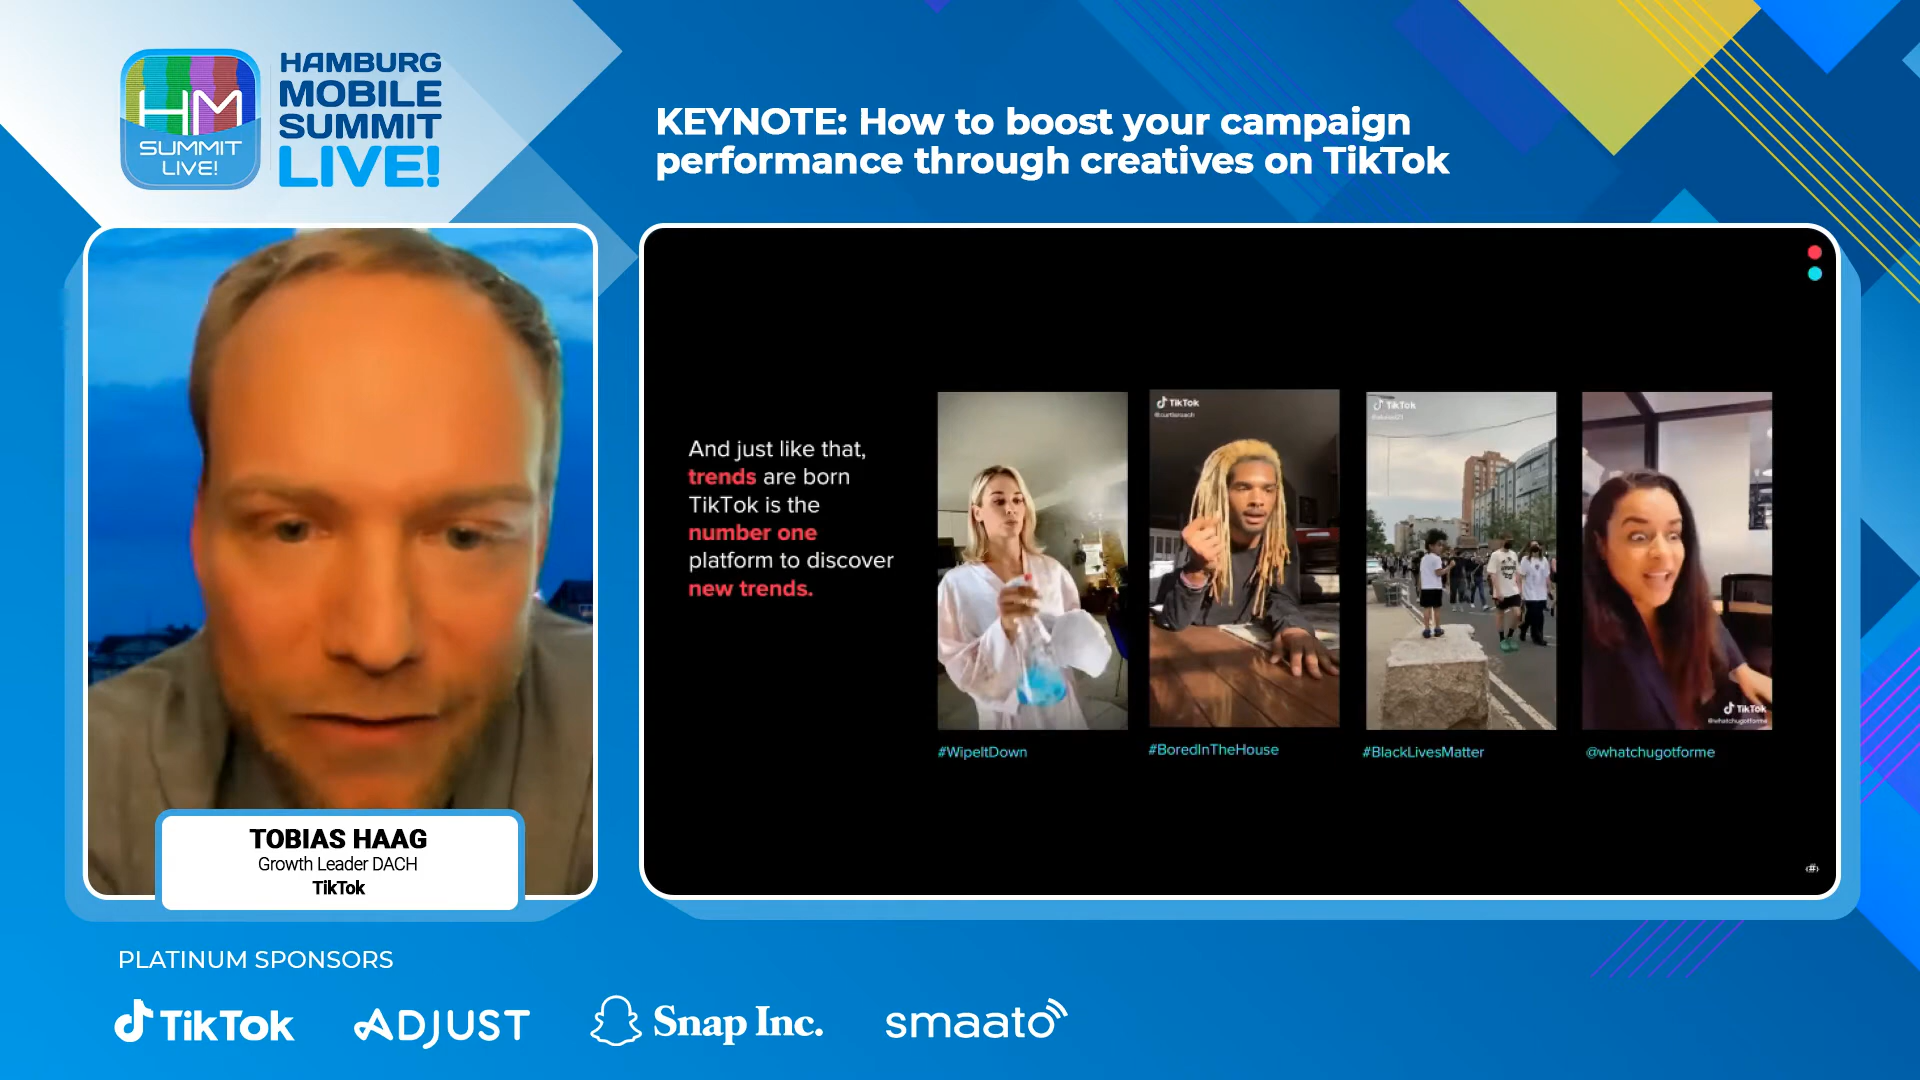 HM
SUMMIT
LIVE!
HAMBURG
MOBILE
SUMMIT
LIVE!
KEYNOTE: How to boost your campaign
performance through creatives on TikTok
And just like that,
trends are born
TikTok is the
number one
platform to discover
new trends.
TikTok
@curtisroach
TikTok
TikTok
@whatchugotforme
#WipeItDown
#BoredInTheHouse
#BlackLivesMatter
@whatchugotforme
TOBIAS HAAG
Growth Leader DACH
TikTok
PLATINUM SPONSORS
TikTok
ADJUST
Snap Inc.
smaato